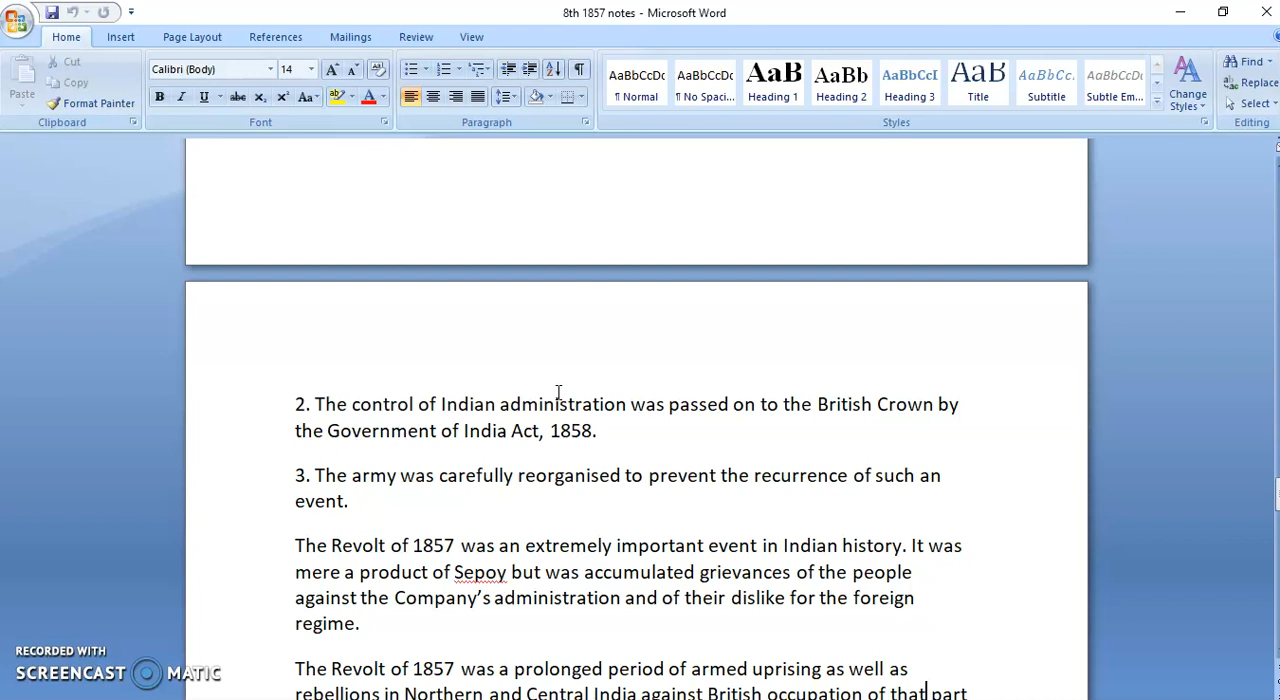 8th 1857 notes - Microsoft Word
Home Insert Page Layout References Mailings Review View
Paste
Cut
Copy
Format Painter
Clipboard
Calibri (Body) 14
Font
Paragraph
AaBbCcDc AaBbCcDc AaB AaBb AaBbCcI AaB AaBbCc. AaBbCcDc
¶ Normal ¶ No Spaci... Heading 1 Heading 2 Heading 3 Title Subtitle Subtle Em...
Change
Styles
Styles
Find
Replace
Select
Editing
2. The control of Indian administration was passed on to the British Crown by
the Government of India Act, 1858.
3. The army was carefully reorganised to prevent the recurrence of such an
event.
The Revolt of 1857 was an extremely important event in Indian history. It was
mere a product of Sepoy but was accumulated grievances of the people
against the Company’s administration and of their dislike for the foreign
regime.
The Revolt of 1857 was a prolonged period of armed uprising as well as
rebellions in Northern and Central India against British occupation of that part
RECORDED WITH
SCREENCAST MATIC